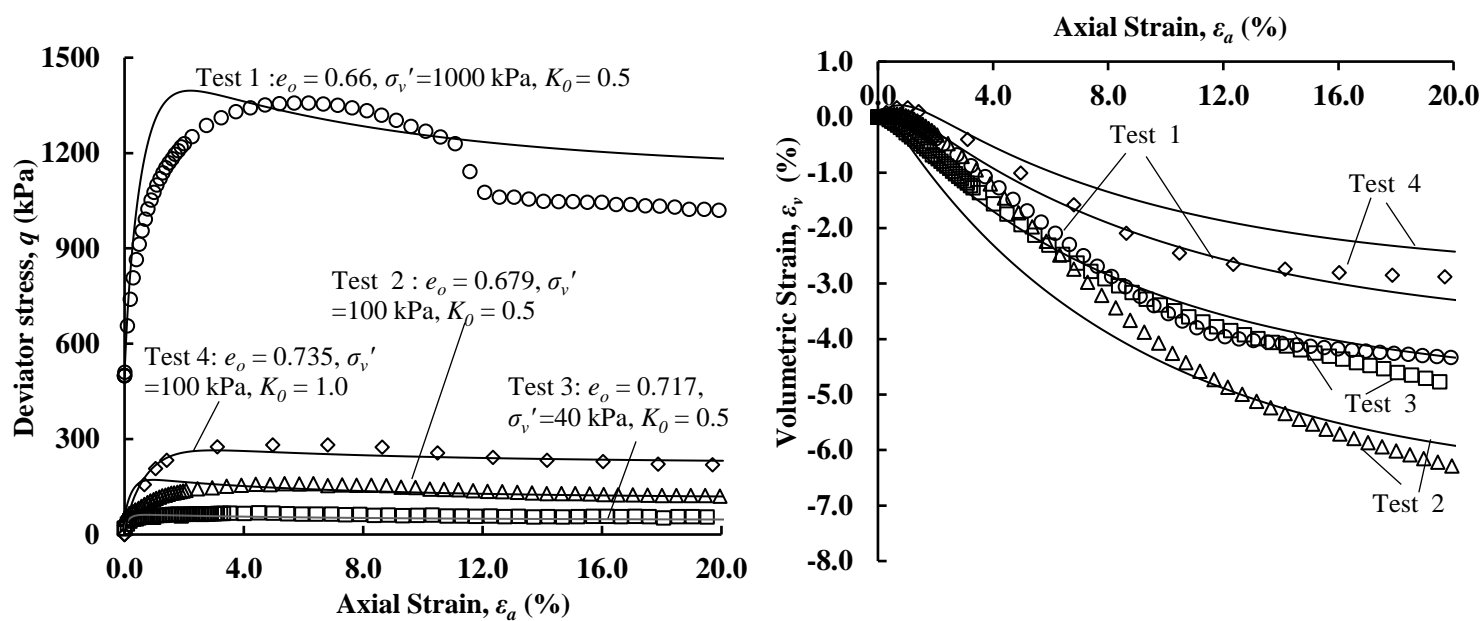 1500
1200
900
600
300
0
0.0 4.0 8.0 12.0 16.0 20.0
Deviator stress, q (kPa)
Axial Strain, εa (%)
Test 1 :eo = 0.66, σv′=1000 kPa, K0 = 0.5
Test 2 : eo = 0.679, σv′
=100 kPa, K0 = 0.5
Test 4: eo = 0.735, σv′
=100 kPa, K0 = 1.0
Test 3: eo = 0.717,
σv′=40 kPa, K0 = 0.5
Axial Strain, εa (%)
0.0 4.0 8.0 12.0 16.0 20.0
1.0
0.0
-1.0
-2.0
-3.0
-4.0
-5.0
-6.0
-7.0
-8.0
Volumetric Strain, εv (%)
Test 1
Test 4
Test 3
Test 2